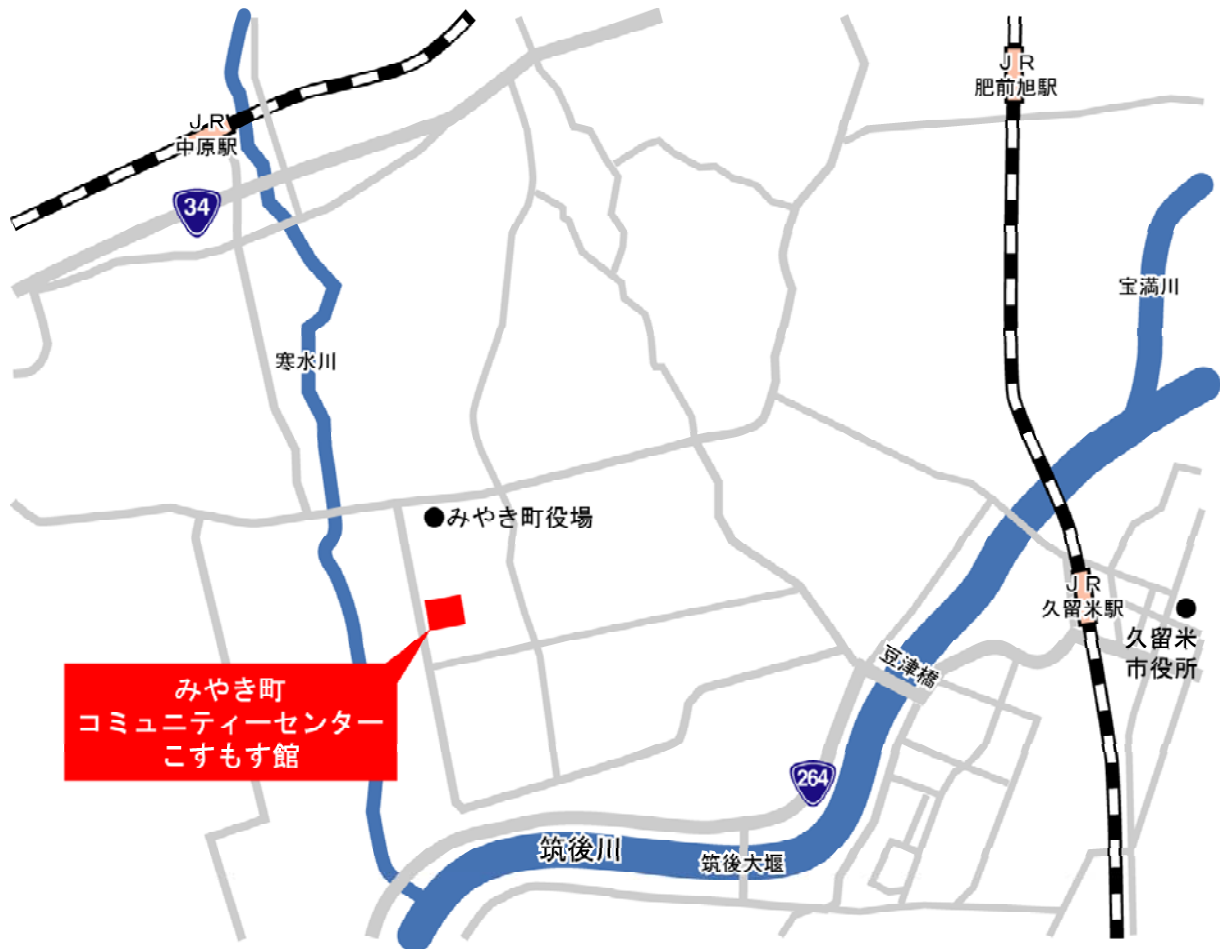 JR
肥前旭駅
JR
中原駅
34
宝満川
寒水川
みやき町役場
JR
久留米駅
久留米
市役所
豆津橋
みやき町
コミュニティーセンター
こすもす館
264
筑後川
筑後大堰